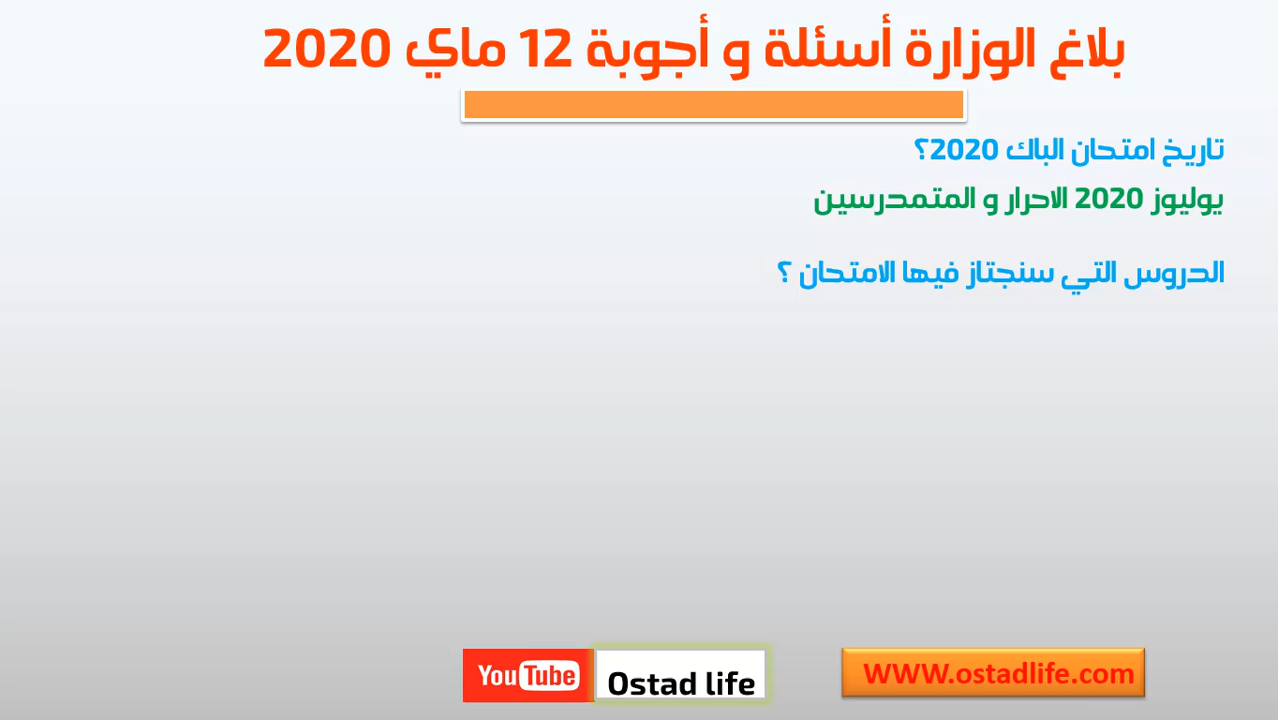 بلاغ الوزارة أسئلة و أجوبة 12 ماي 2020
تاريخ امتحان الباك 2020؟
يوليوز 2020 الاحرار و المتمدرسين
الدروس التي سنجتاز فيها الامتحان ؟
YouTube Ostad life
WWW.ostadlife.com